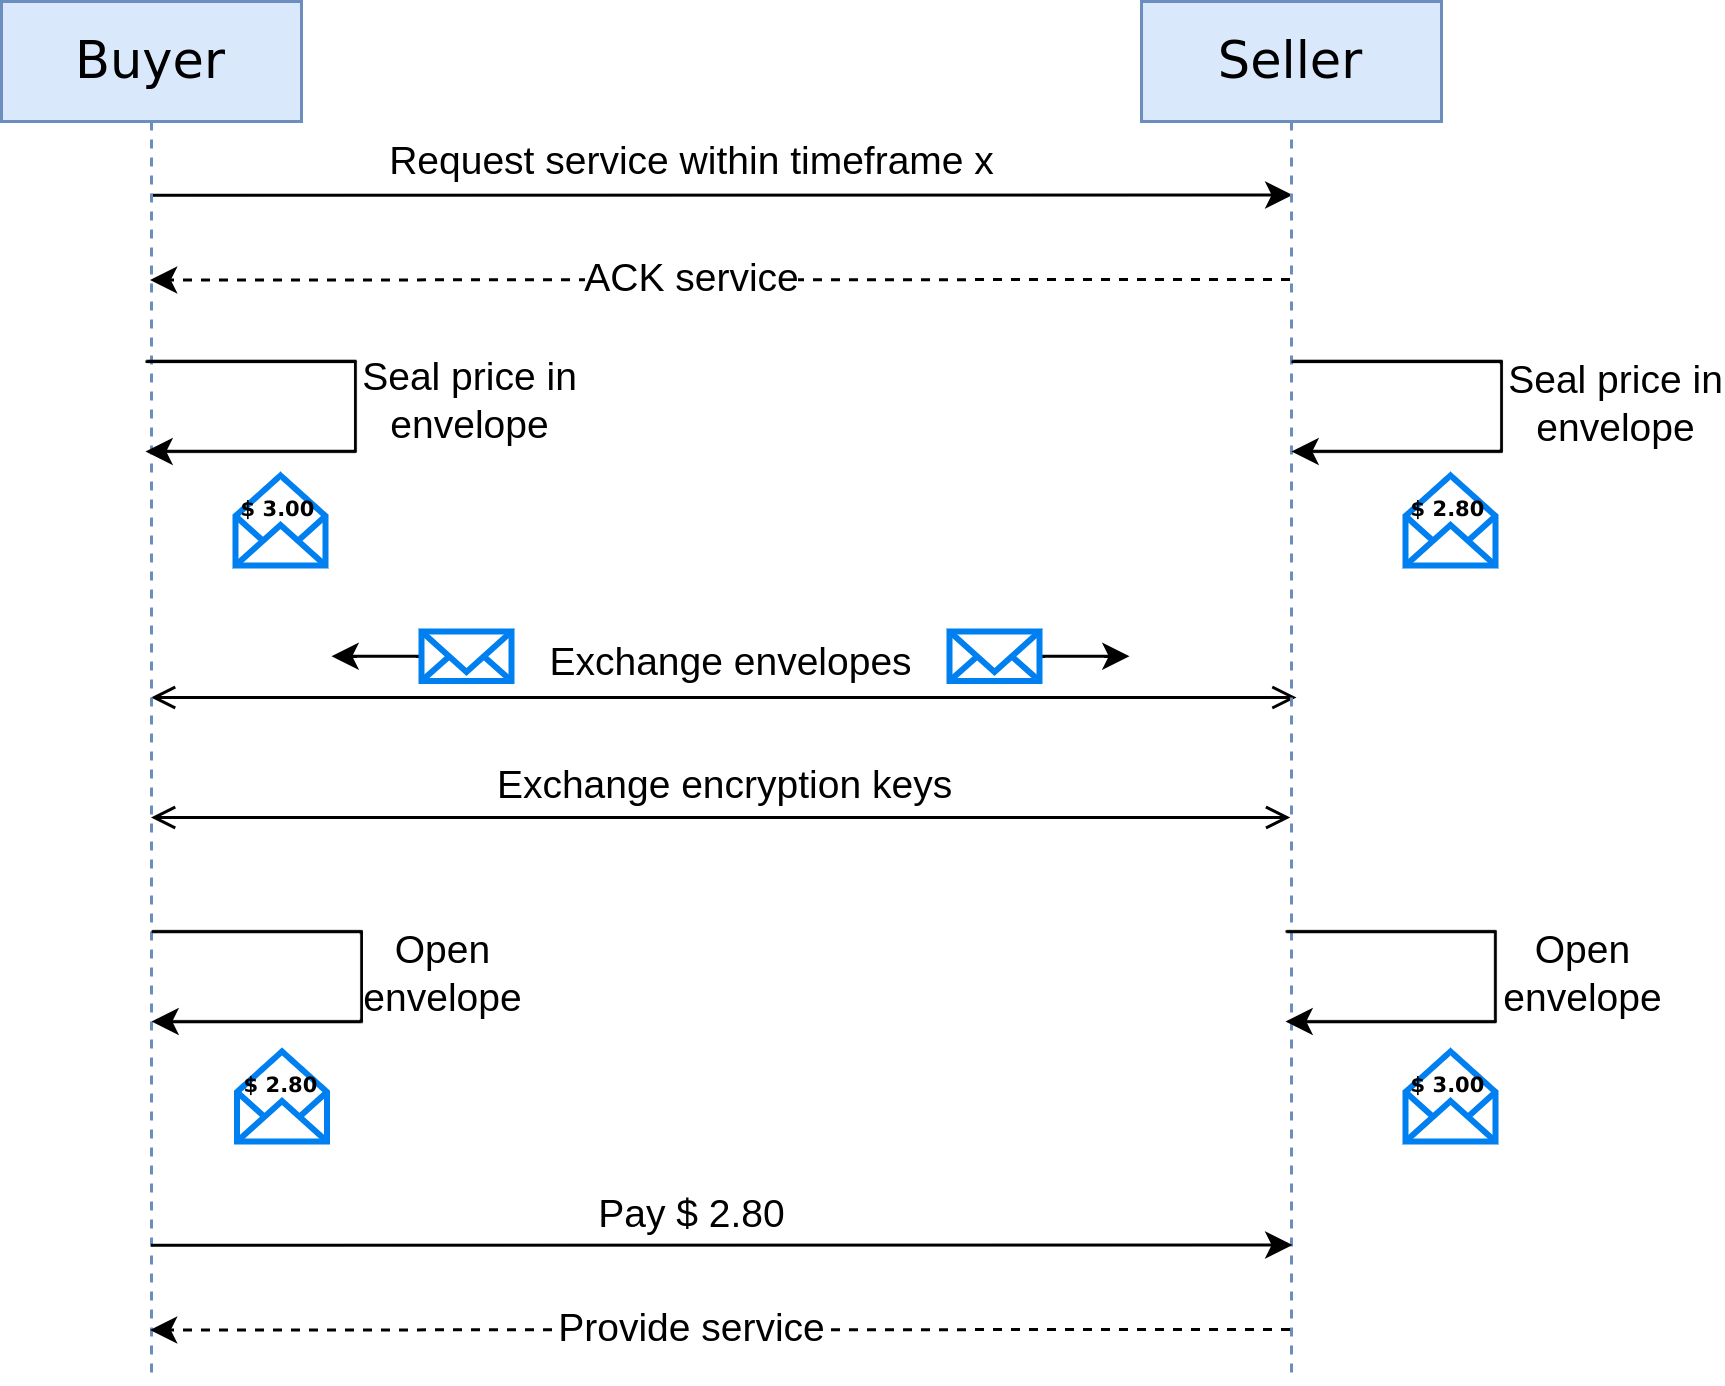 Buyer
Seller
Request service within timeframe x
ACK service
Seal price in
envelope
Seal price in
envelope
$ 3.00
$ 2.80
Exchange envelopes
Exchange encryption keys
Open
envelope
Open
envelope
$ 2.80
$ 3.00
Pay $ 2.80
Provide service